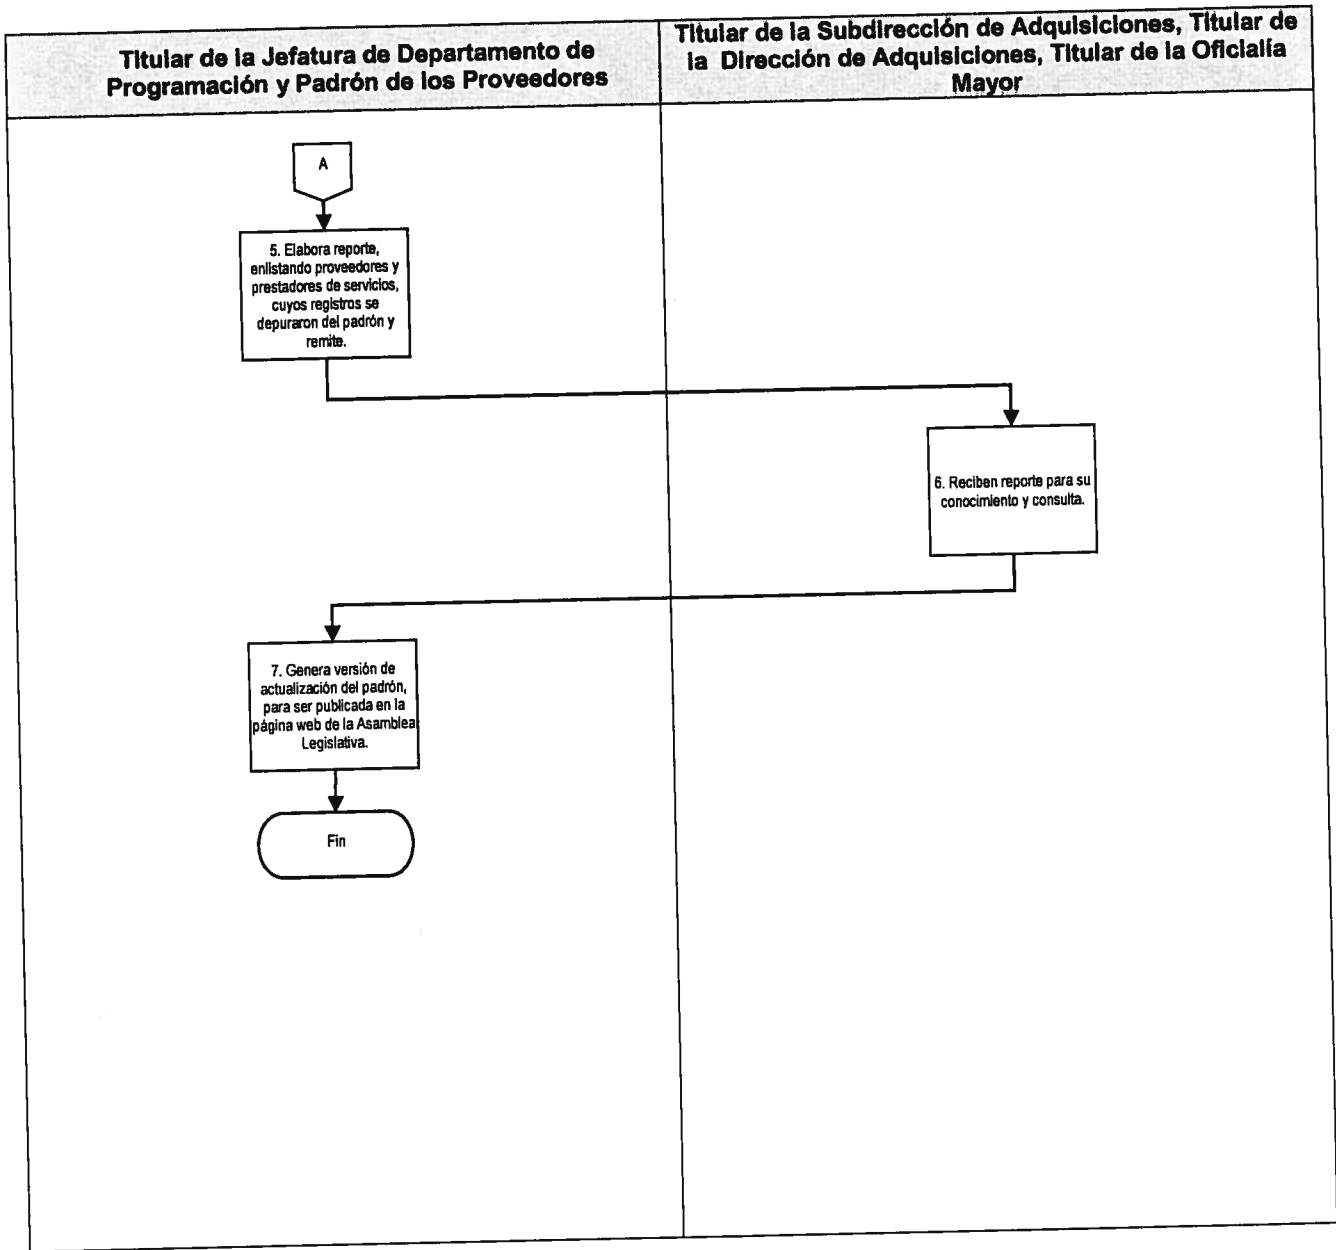 Titular de la Jefatura de Departamento de
Programación y Padrón de los Proveedores
Titular de la Subdirección de Adquisiciones, Titular de
la Dirección de Adquisiciones, Titular de la Oficialía
Mayor
A
5. Elabora reporte,
enlistando proveedores y
prestadores de servicios,
cuyos registros se
depuraron del padrón y
remite.
6. Reciben reporte para su
conocimiento y consulta.
7. Genera versión de
actualización del padrón,
para ser publicada en la
página web de la Asamblea
Legislativa.
Fin